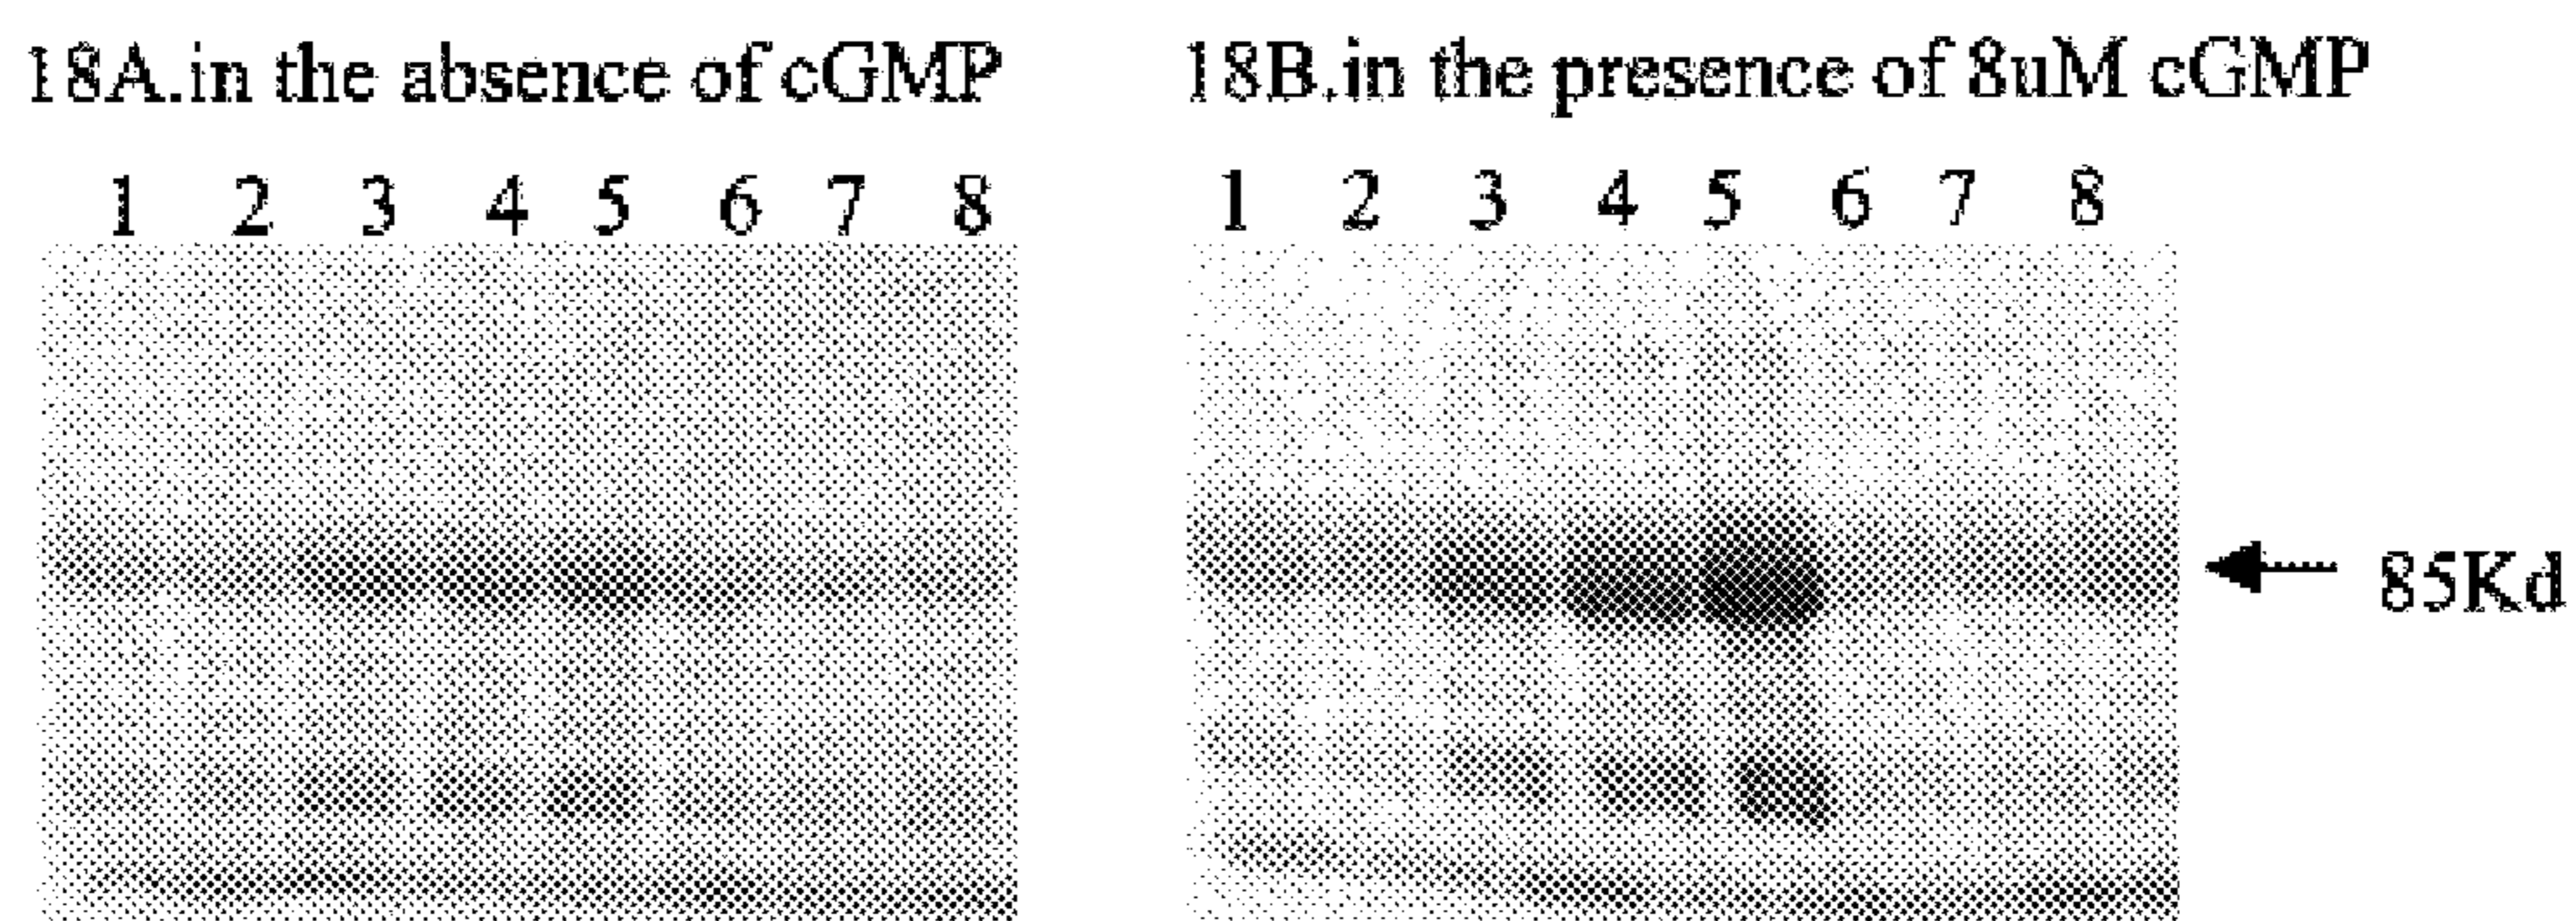 18A.in the absence of cGMP
18B.in the presence of 8uM cGMP
1 2 3 4 5 6 7 8
1 2 3 4 5 6 7 8
85Kd